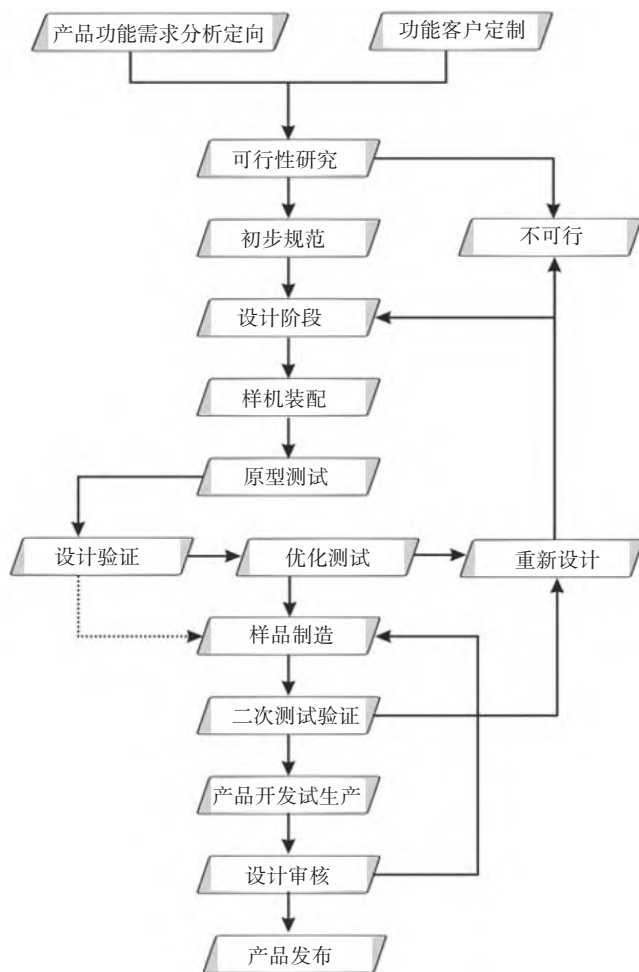 产品功能需求分析定向
功能客户定制
可行性研究
初步规范
不可行
设计阶段
样机装配
原型测试
设计验证
优化测试
重新设计
样品制造
二次测试验证
产品开发试生产
设计审核
产品发布